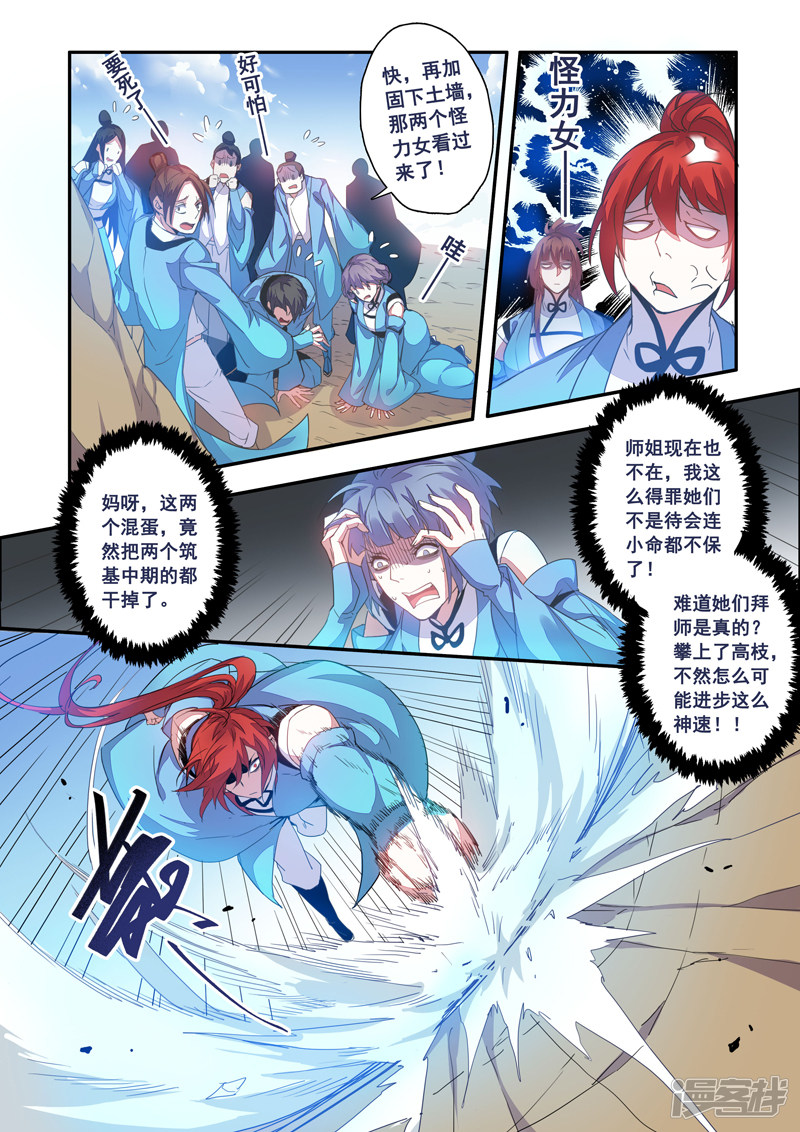 要死了——
好可怕——
快，再加
固下土墙，
那两个怪
力女看过
来了！
哇——
怪力女——
师姐现在也
不在，我这
么得罪她们
不是待会连
小命都不保
了！
妈呀，这两
个混蛋，竟
然把两个筑
基中期的都
干掉了。
难道她们拜
师是真的？
攀上了高枝，
不然怎么可
能进步这么
神速！！
漫客栈